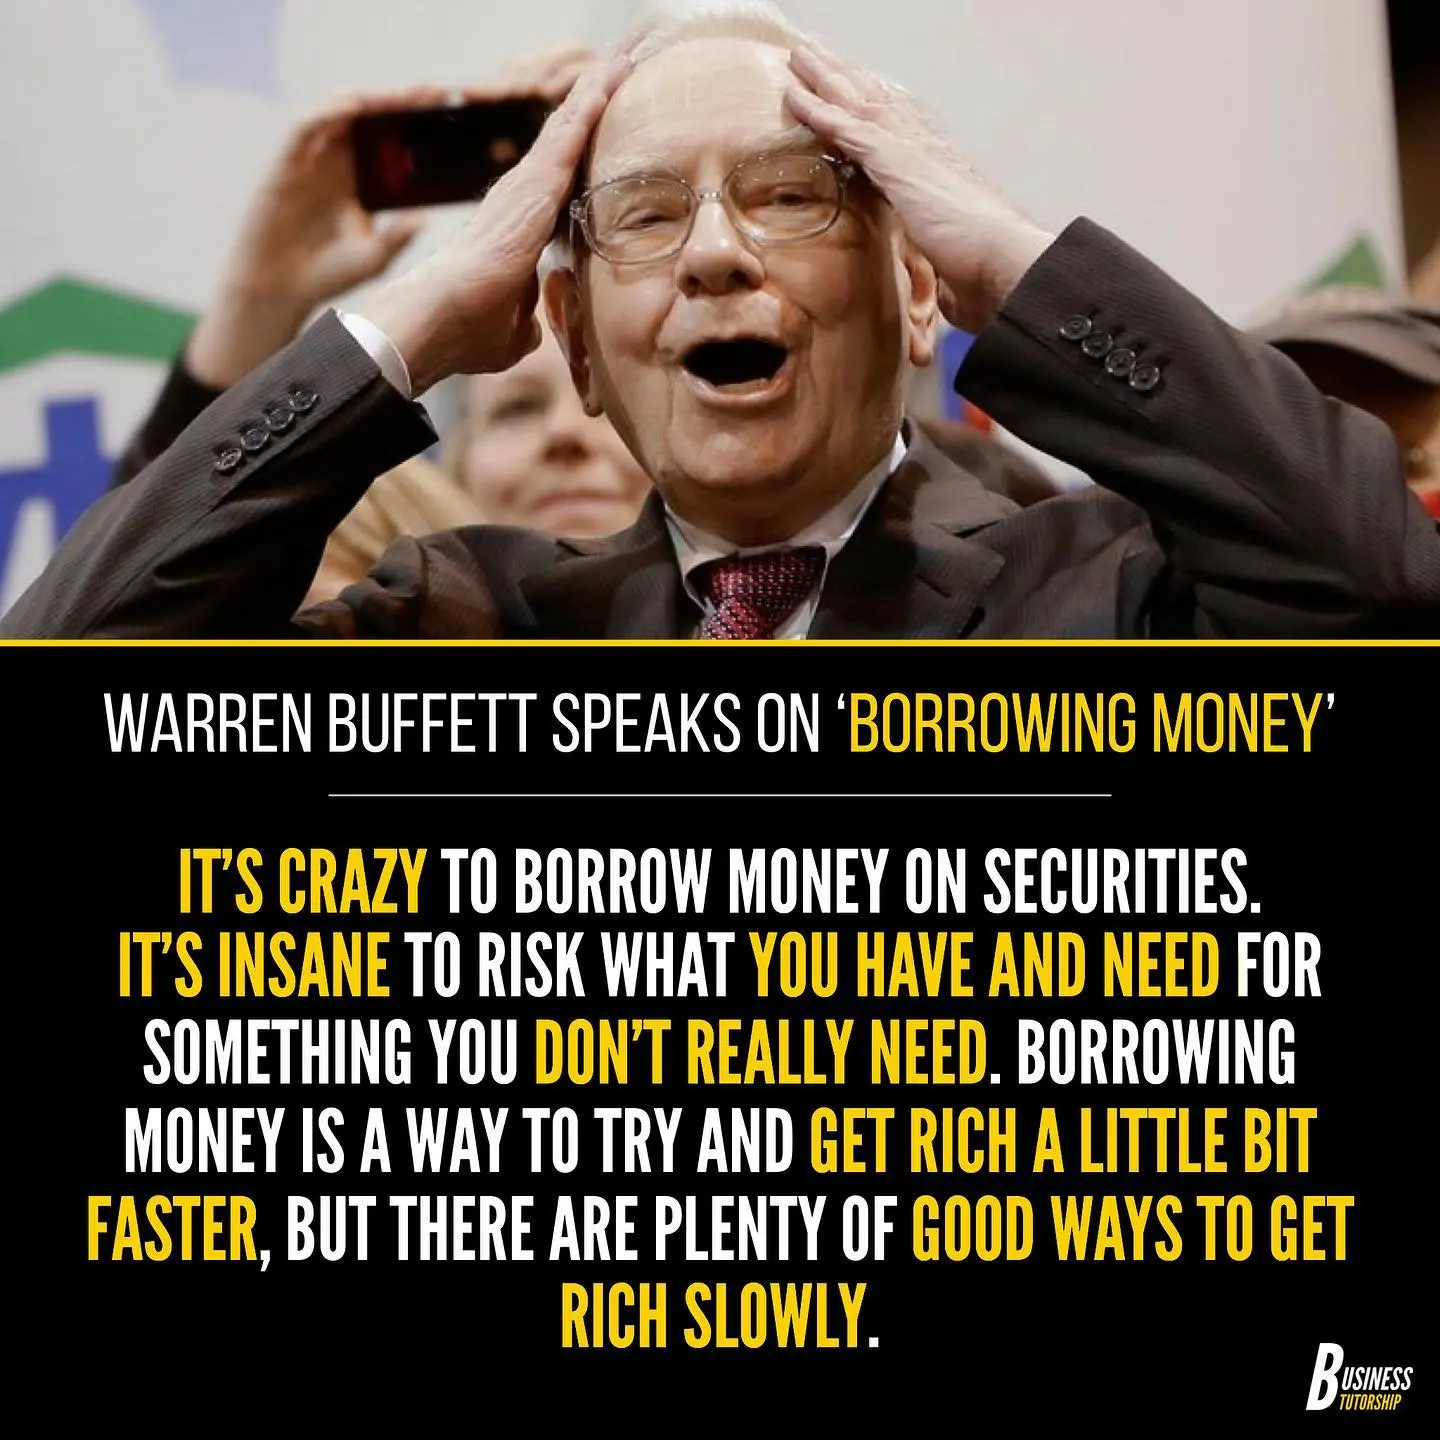 WARREN BUFFETT SPEAKS ON ‘BORROWING MONEY’
IT’S CRAZY TO BORROW MONEY ON SECURITIES.
IT’S INSANE TO RISK WHAT YOU HAVE AND NEED FOR
SOMETHING YOU DON’T REALLY NEED. BORROWING
MONEY IS A WAY TO TRY AND GET RICH A LITTLE BIT
FASTER, BUT THERE ARE PLENTY OF GOOD WAYS TO GET
RICH SLOWLY.
BUSINESS
TUTORSHIP